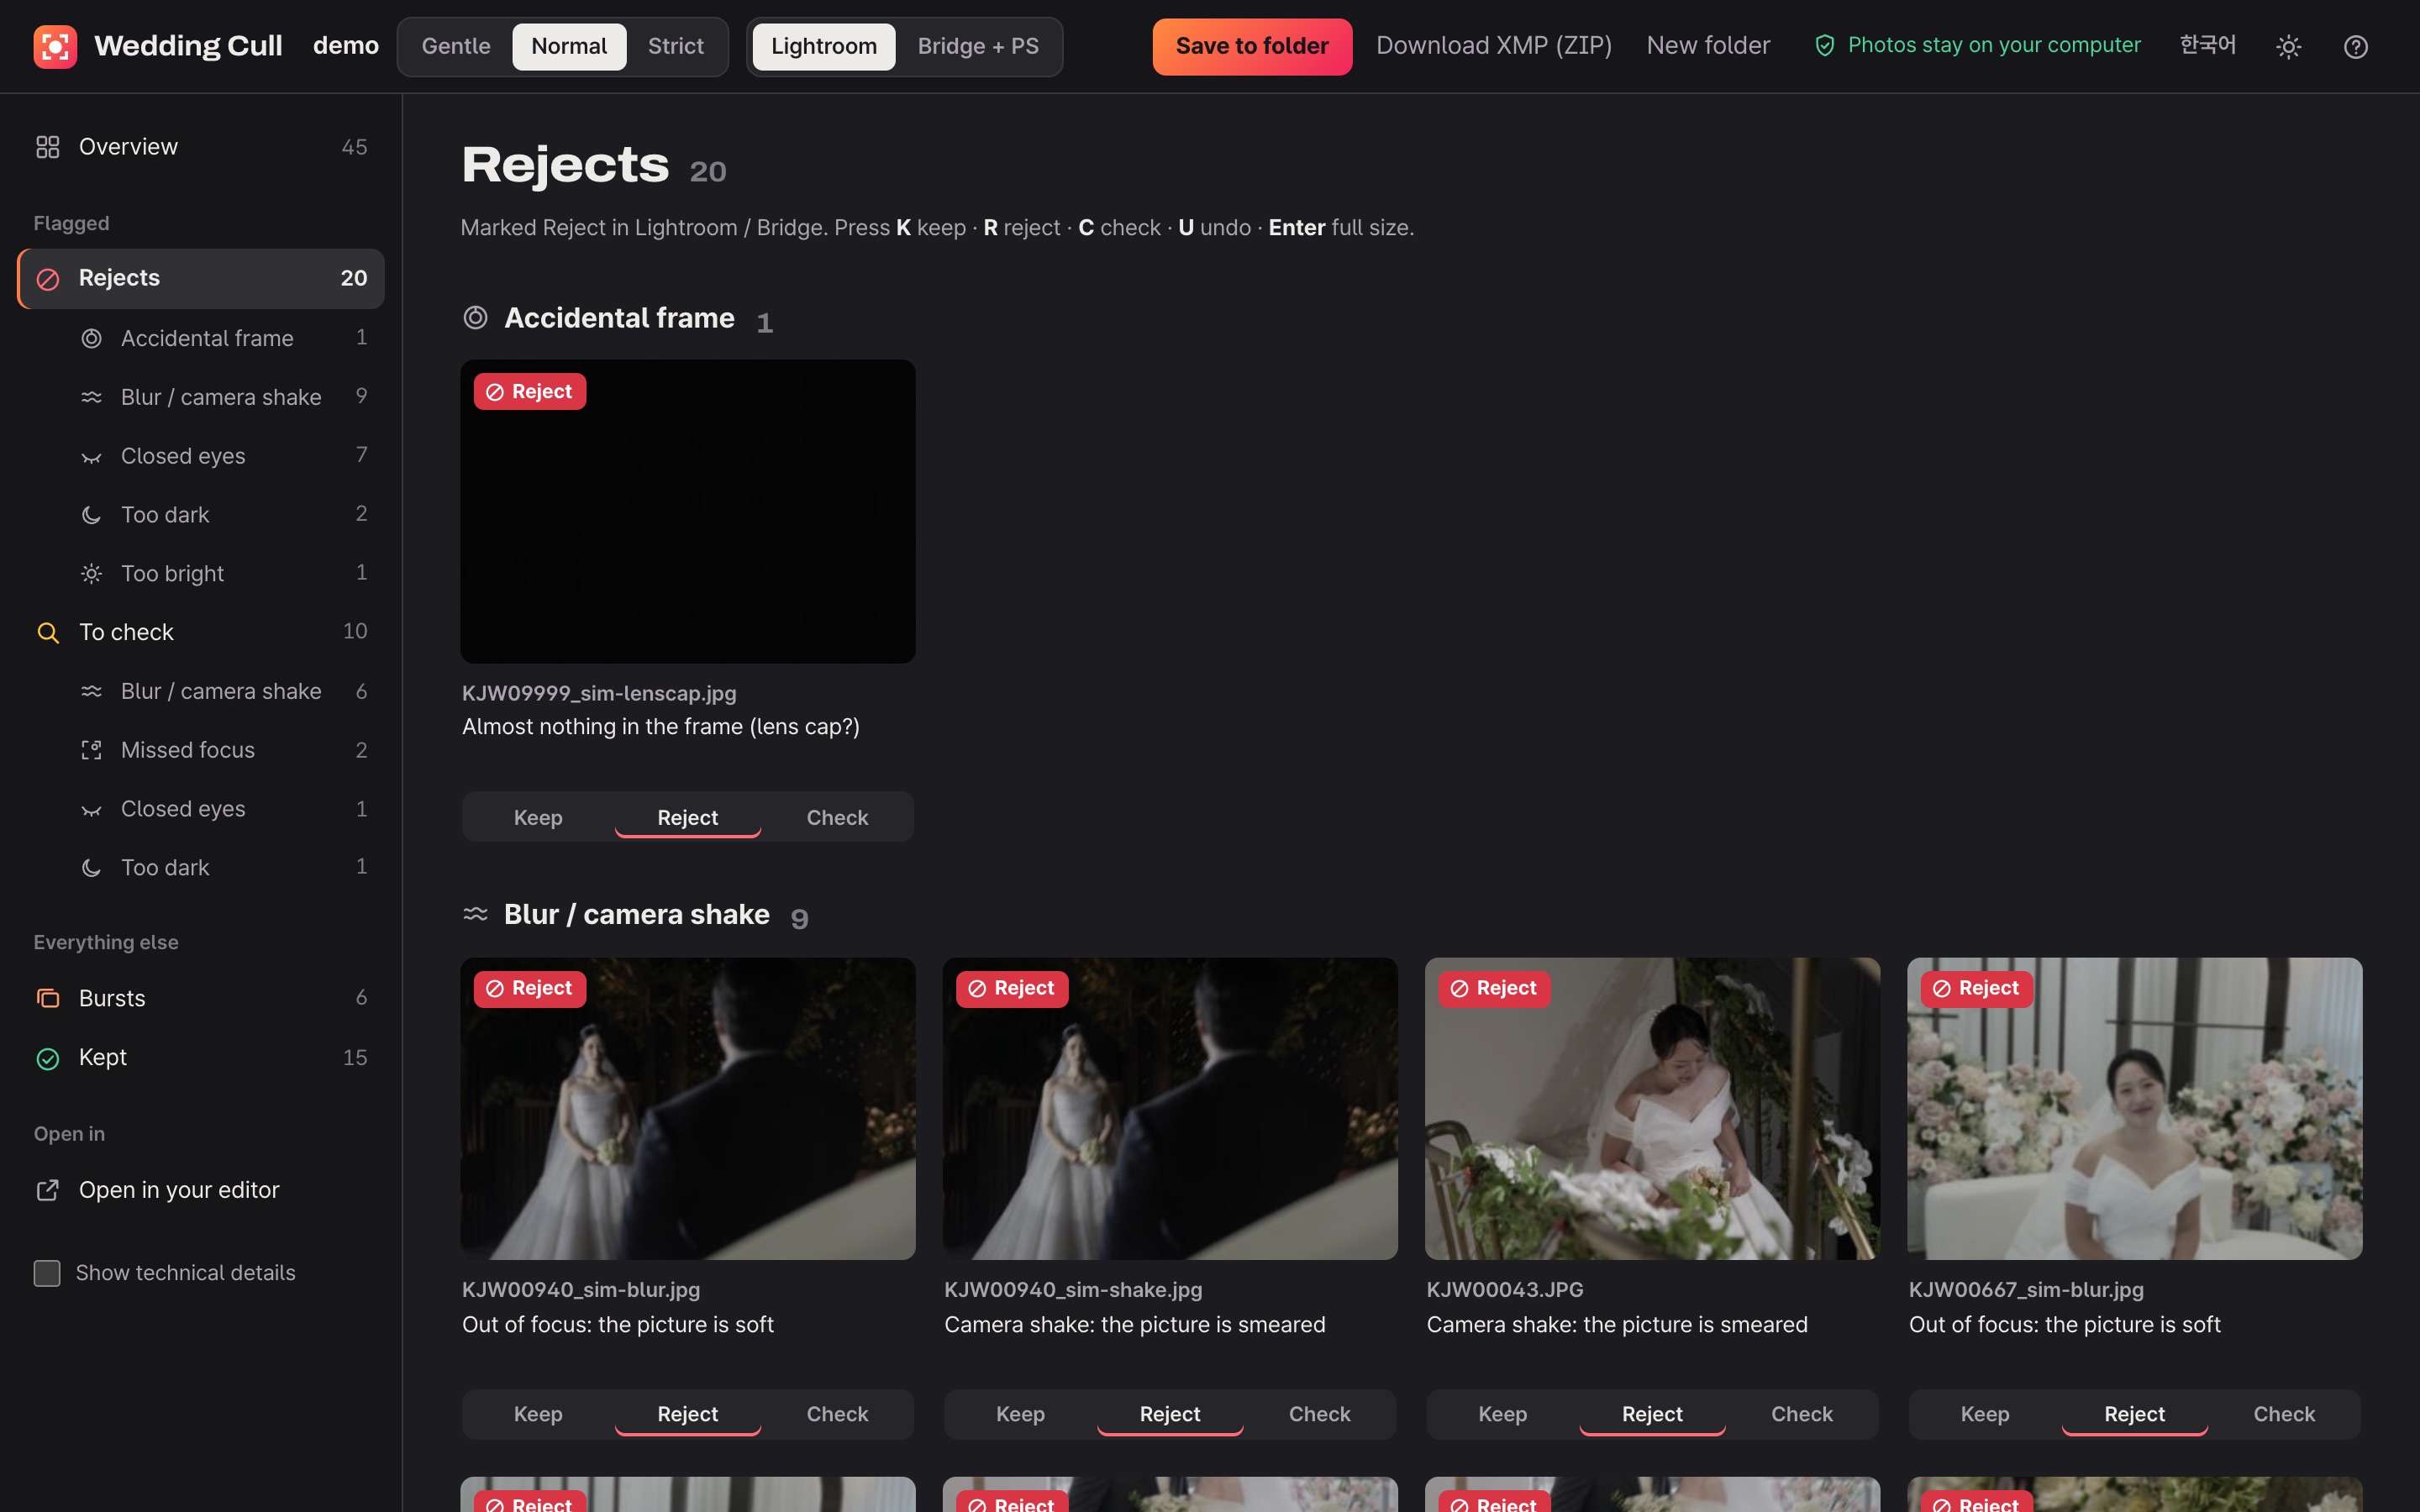 Wedding Cull demo Gentle Normal Strict Lightroom Bridge + PS Save to folder Download XMP (ZIP) New folder Photos stay on your computer 한국어
Overview 45
Flagged
Rejects 20
Accidental frame 1
Blur / camera shake 9
Closed eyes 7
Too dark 2
Too bright 1
To check 10
Blur / camera shake 6
Missed focus 2
Closed eyes 1
Too dark 1
Everything else
Bursts 6
Kept 15
Open in
Open in your editor
Show technical details
Rejects 20
Marked Reject in Lightroom / Bridge. Press K keep · R reject · C check · U undo · Enter full size.
Accidental frame 1
Reject
KJW09999_sim-lenscap.jpg
Almost nothing in the frame (lens cap?)
Keep Reject Check
Blur / camera shake 9
Reject Reject Reject Reject
KJW00940_sim-blur.jpg KJW00940_sim-shake.jpg KJW00043.JPG KJW00667_sim-blur.jpg
Out of focus: the picture is soft Camera shake: the picture is smeared Camera shake: the picture is smeared Out of focus: the picture is soft
Keep Reject Check Keep Reject Check Keep Reject Check Keep Reject Check
Reject Reject Reject Reject